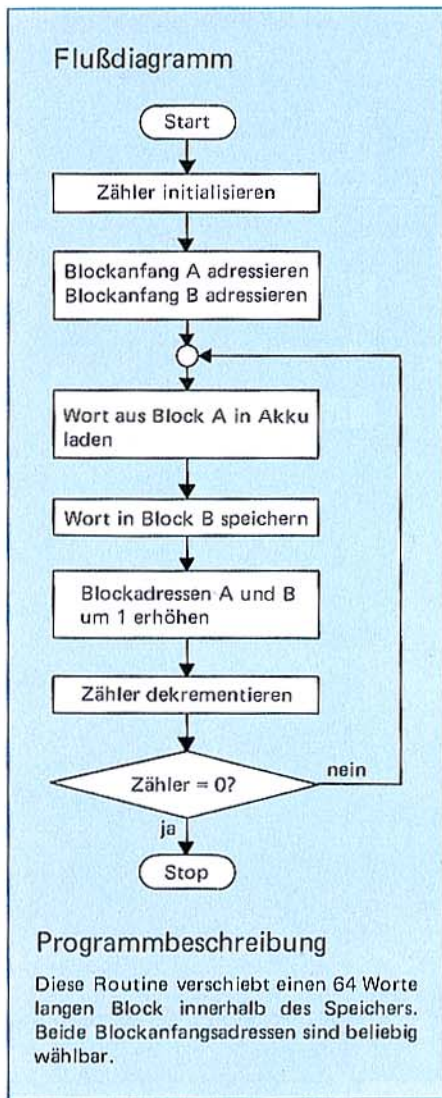 Flußdiagramm
Start
Zähler initialisieren
Blockanfang A adressieren
Blockanfang B adressieren
Wort aus Block A in Akku
laden
Wort in Block B speichern
Blockadressen A und B
um 1 erhöhen
Zähler dekrementieren
Zähler = 0?
nein
ja
Stop
Programmbeschreibung
Diese Routine verschiebt einen 64 Worte
langen Block innerhalb des Speichers.
Beide Blockanfangsadressen sind beliebig
wählbar.